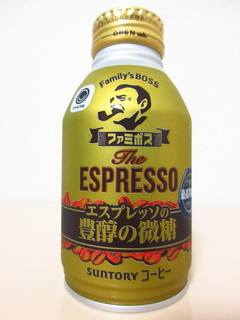 OPEN
Family's BOSS
ファミボス
The
ESPRESSO
エスプレッソの
豊醇の微糖
SUNTORY コーヒー